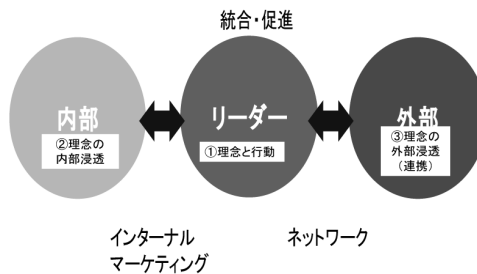 統合・促進
内部
②理念の
内部浸透
リーダー
①理念と行動
外部
③理念の
外部浸透
(連携)
インターナル
マーケティング
ネットワーク